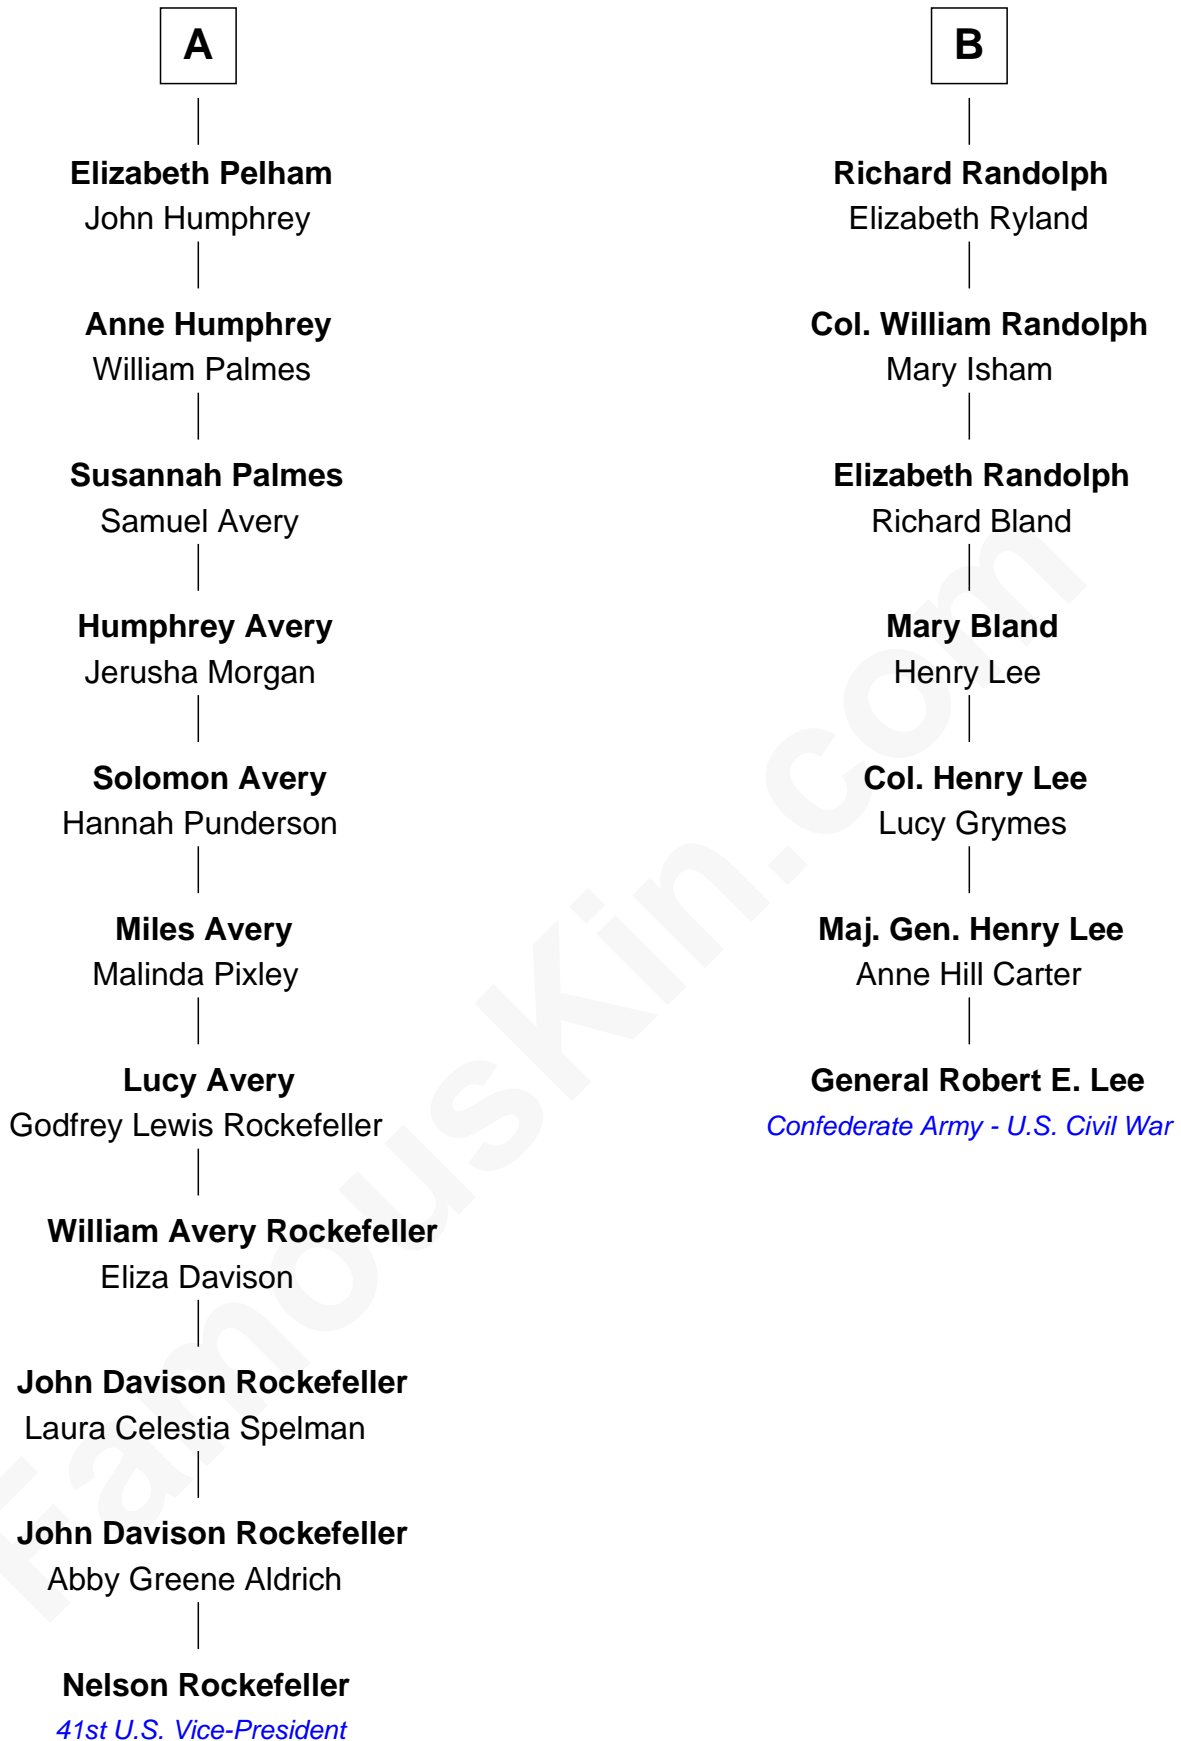 A
Elizabeth Pelham
John Humphrey
Anne Humphrey
William Palmes
Susannah Palmes
Samuel Avery
Humphrey Avery
Jerusha Morgan
Solomon Avery
Hannah Punderson
Miles Avery
Malinda Pixley
Lucy Avery
Godfrey Lewis Rockefeller
William Avery Rockefeller
Eliza Davison
John Davison Rockefeller
Laura Celestia Spelman
John Davison Rockefeller
Abby Greene Aldrich
Nelson Rockefeller
41st U.S. Vice-President
B
Richard Randolph
Elizabeth Ryland
Col. William Randolph
Mary Isham
Elizabeth Randolph
Richard Bland
Mary Bland
Henry Lee
Col. Henry Lee
Lucy Grymes
Maj. Gen. Henry Lee
Anne Hill Carter
General Robert E. Lee
Confederate Army - U.S. Civil War
FamousKin.com